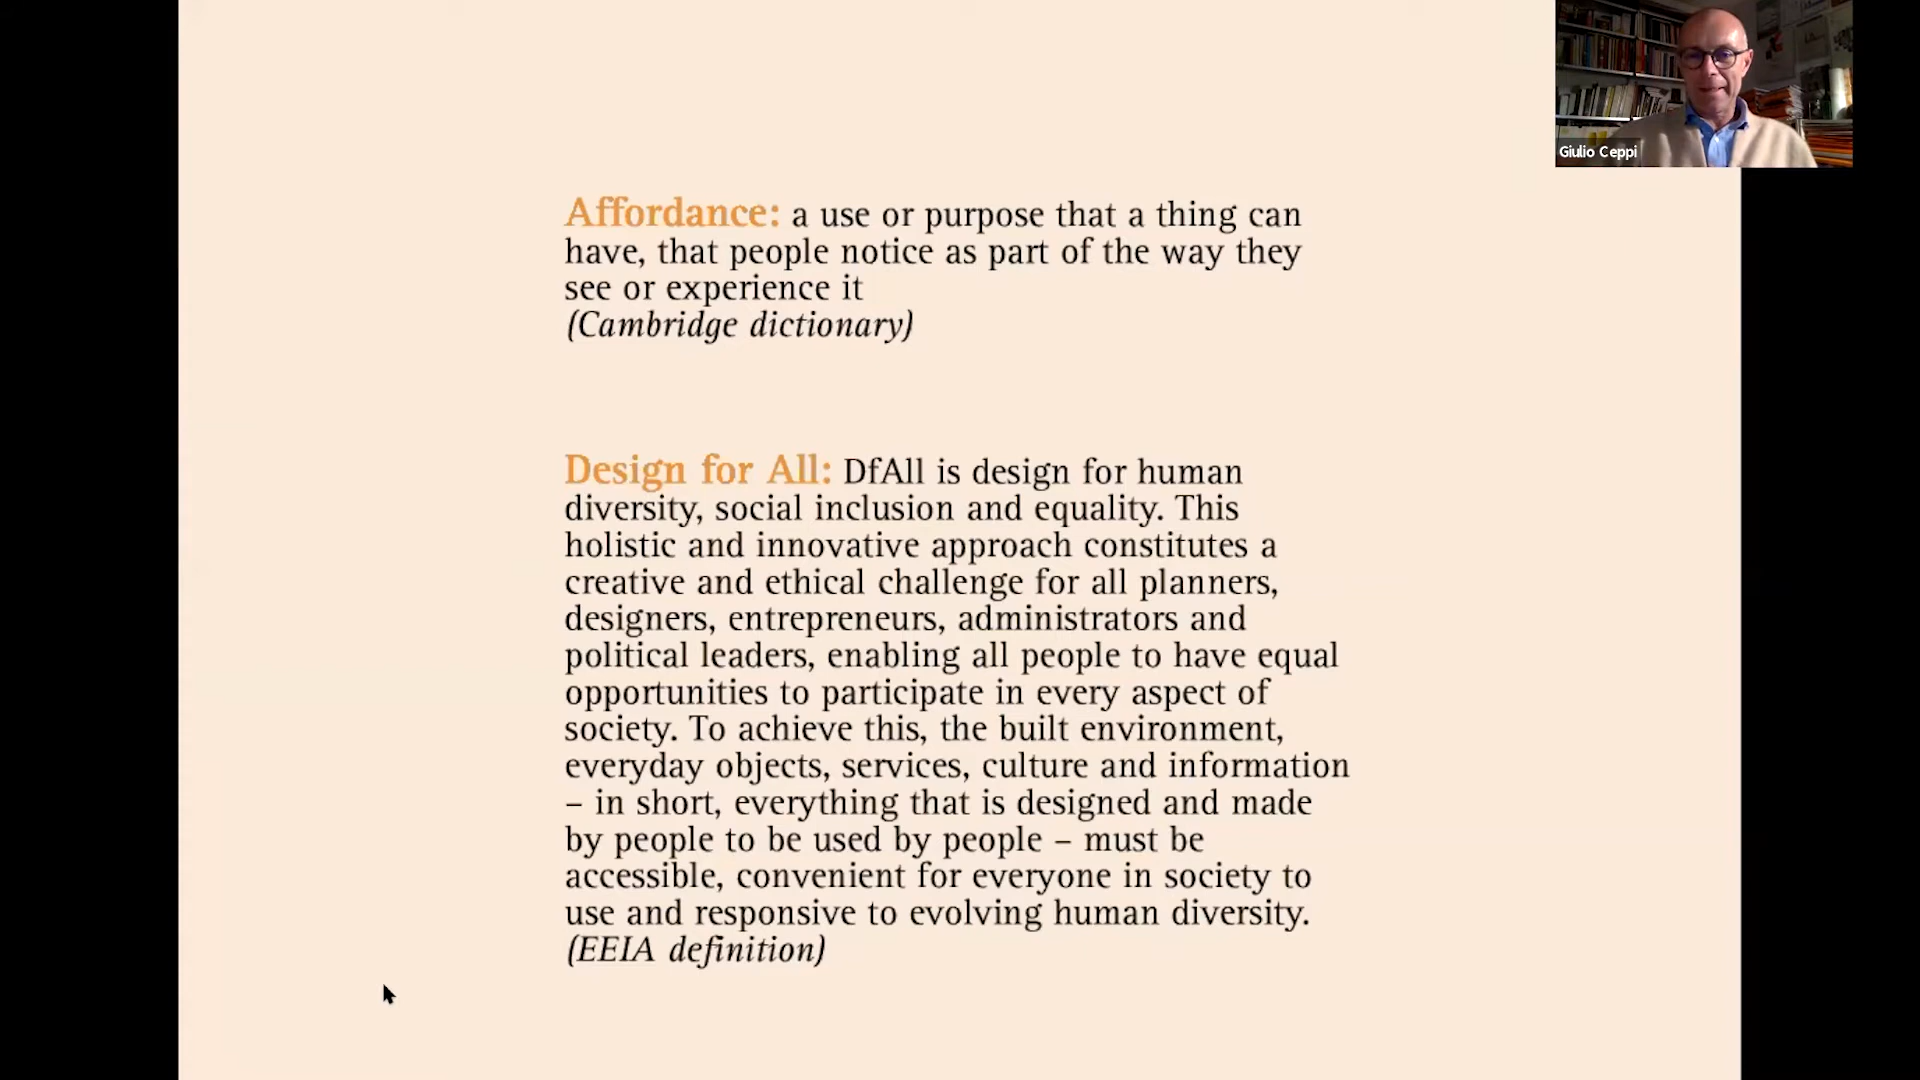 Giulio Ceppi
Affordance: a use or purpose that a thing can
have, that people notice as part of the way they
see or experience it
(Cambridge dictionary)
Design for All: DfAll is design for human
diversity, social inclusion and equality. This
holistic and innovative approach constitutes a
creative and ethical challenge for all planners,
designers, entrepreneurs, administrators and
political leaders, enabling all people to have equal
opportunities to participate in every aspect of
society. To achieve this, the built environment,
everyday objects, services, culture and information
– in short, everything that is designed and made
by people to be used by people – must be
accessible, convenient for everyone in society to
use and responsive to evolving human diversity.
(EEIA definition)